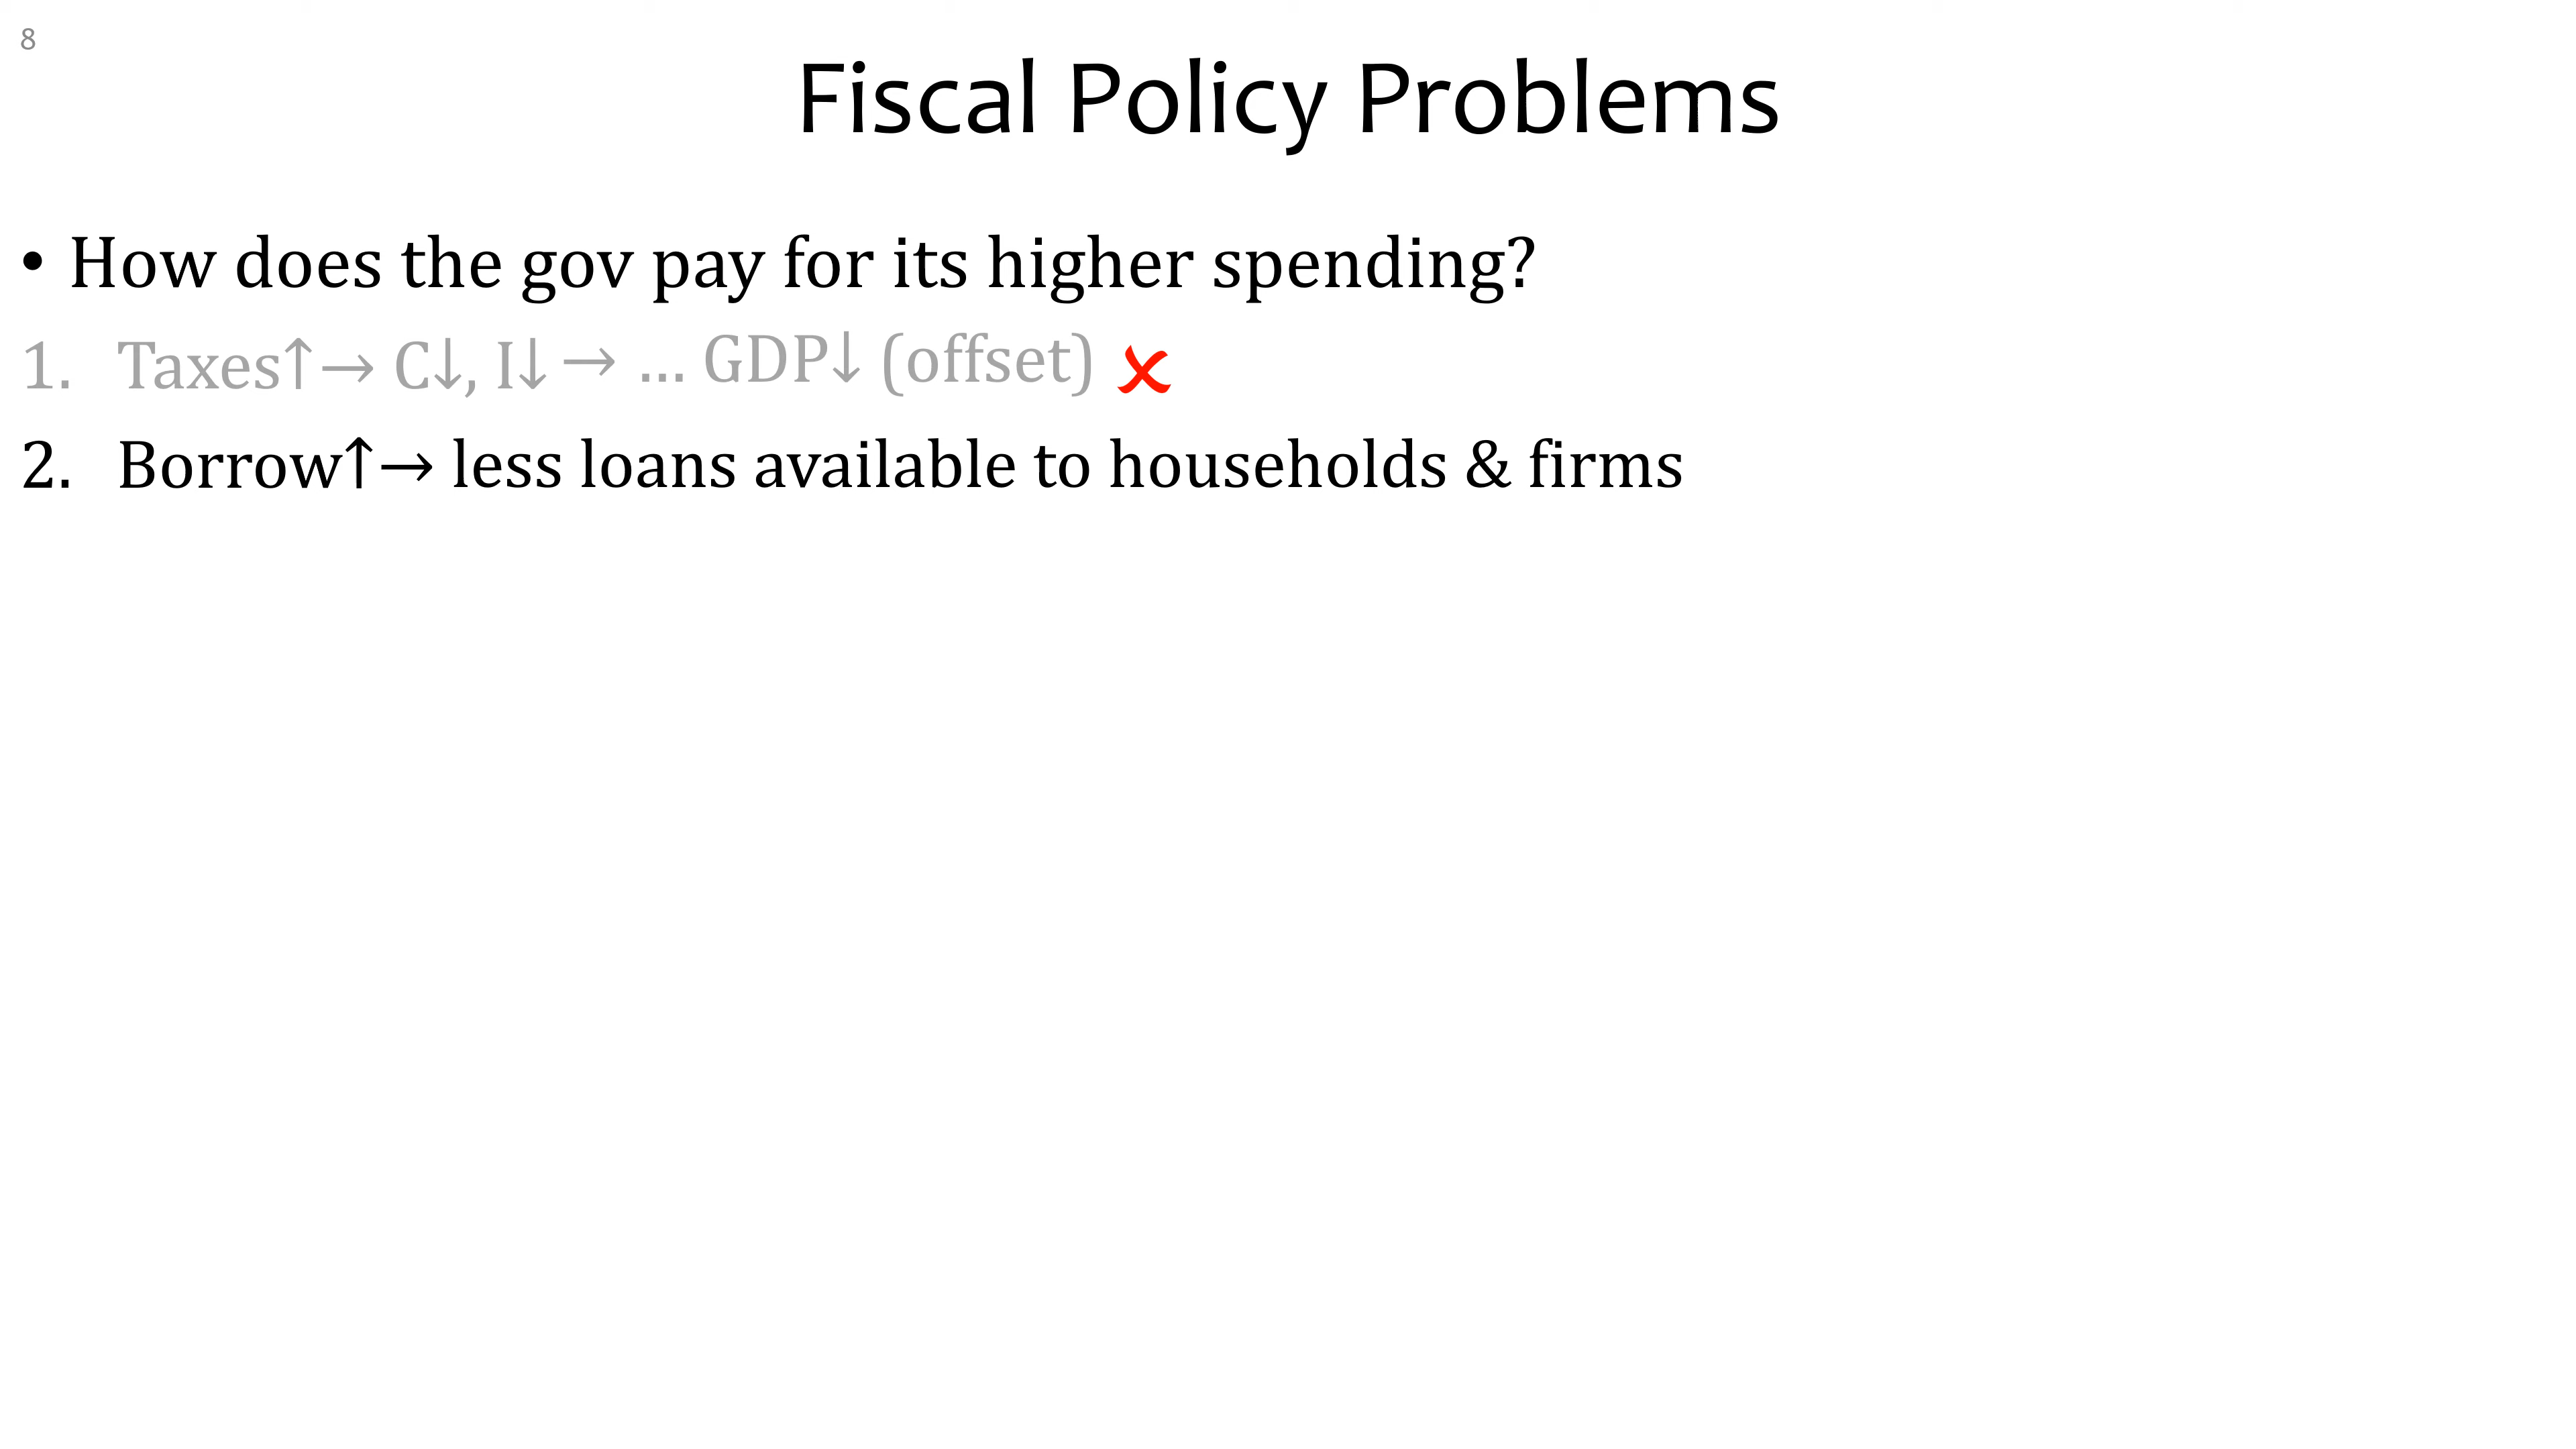 8
Fiscal Policy Problems
• How does the gov pay for its higher spending?
1. Taxes↑→ C↓, I↓ → ... GDP↓ (offset) ✗
2. Borrow↑→ less loans available to households & firms